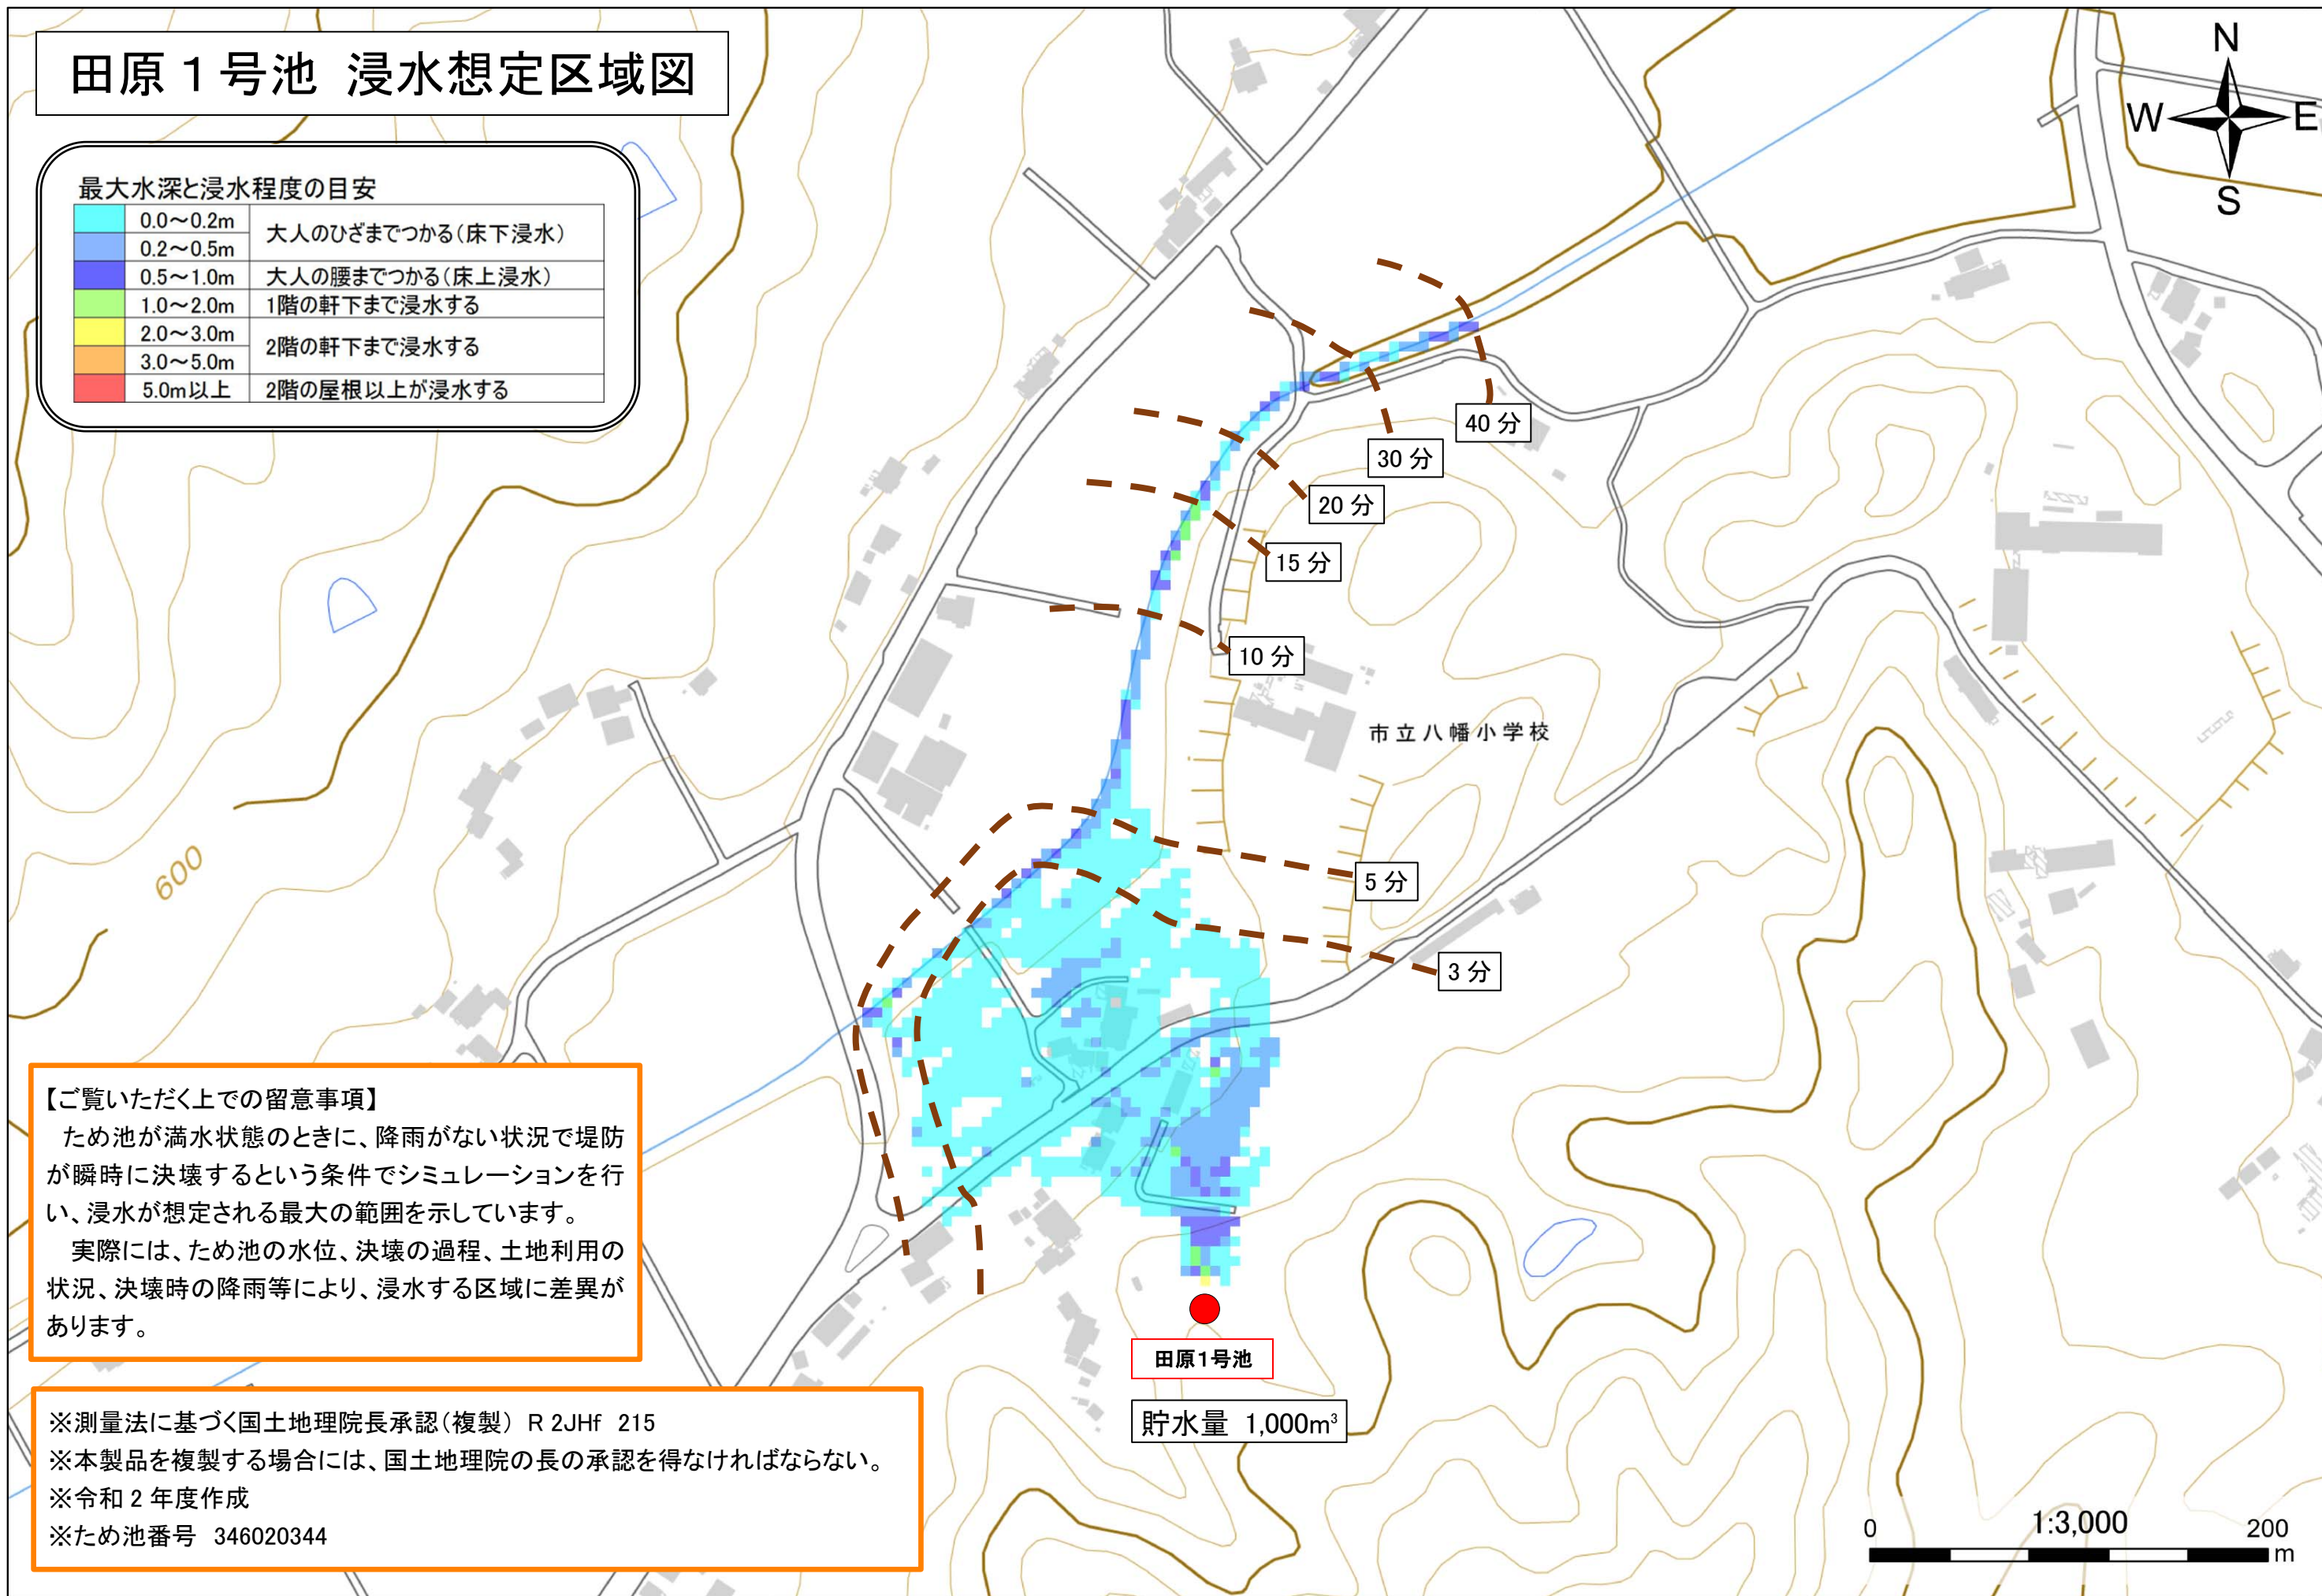 田原１号池 浸水想定区域図
N
W
E
S
最大水深と浸水程度の目安
0.0～0.2m
大人のひざまでつかる（床下浸水）
0.2～0.5m
0.5～1.0m 大人の腰までつかる（床上浸水）
1.0～2.0m 1階の軒下まで浸水する
2.0～3.0m
2階の軒下まで浸水する
3.0～5.0m
5.0m以上 2階の屋根以上が浸水する
40 分
30 分
20 分
15 分
10 分
市立八幡小学校
5 分
3 分
600
【ご覧いただく上での留意事項】
ため池が満水状態のときに、降雨がない状況で堤防
が瞬時に決壊するという条件でシミュレーションを行
い、浸水が想定される最大の範囲を示しています。
実際には、ため池の水位、決壊の過程、土地利用の
状況、決壊時の降雨等により、浸水する区域に差異が
あります。
田原1号池
貯水量 1,000m³
※測量法に基づく国土地理院長承認（複製） R 2JHf 215
※本製品を複製する場合には、国土地理院の長の承認を得なければならない。
※令和 2 年度作成
※ため池番号 346020344
0
1:3,000
200
m